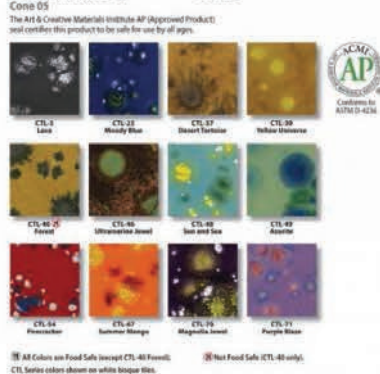 Cone 05
The Art & Creative Materials Institute AP (Approved Product)
seal certifies this product to be safe for use by all ages.
ACMI
AP
Conforms to
ASTM D-4236
CTL-3
Lava
CTL-25
Moody Blue
CTL-37
Desert Tortoise
CTL-39
Yellow Universe
CTL-40
Forest
CTL-46
Ultramarine Jewel
CTL-48
Sun and Sea
CTL-49
Azurite
CTL-54
Firecracker
CTL-67
Summer Mango
CTL-70
Magnolia Jewel
CTL-71
Purple Blaze
All Colors are Food Safe (except CTL-40 Forest).
Not Food Safe (CTL-40 only).
CTL Series colors shown on white bisque tiles.